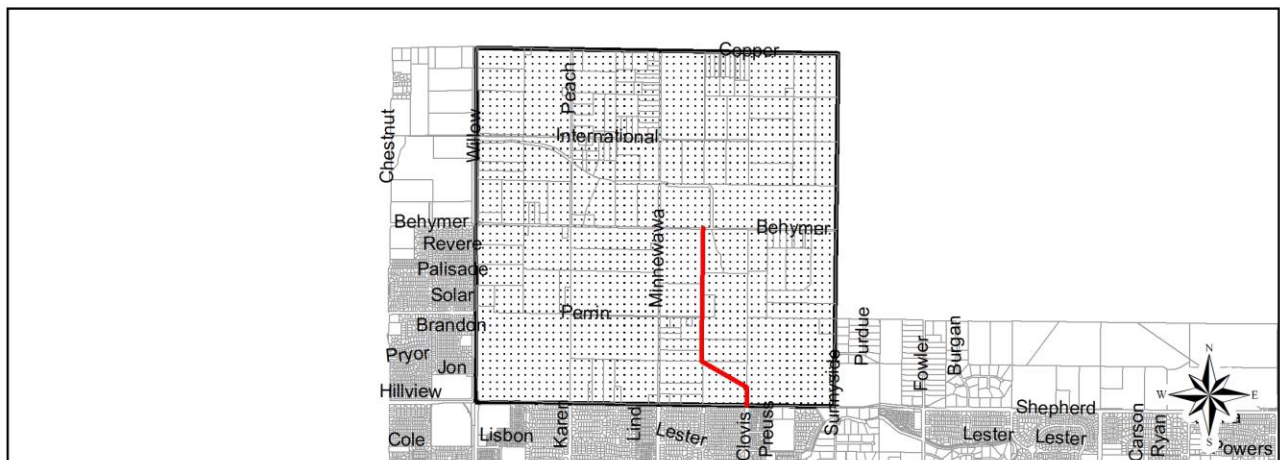 Copper
Peach
Chestnut
Willow
International
Behymer
Minnewawa
Behymer
Revere
Palisade
Solar
Perrin
Brandon
Purdue
Burgan
Fowler
Sunnyside
Pryor
Jon
Hillview
N
W
E
S
Shepherd
Cole
Lisbon
Karen
Lind
Lester
Clovis
Preuss
Lester
Lester
Carson
Ryan
Powers